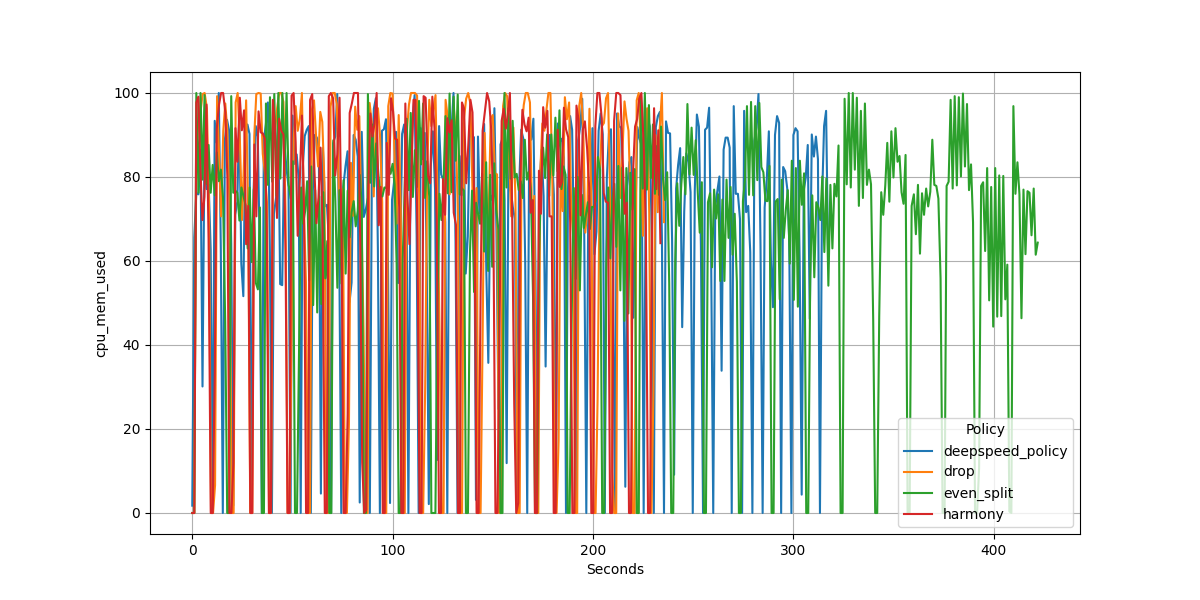 100
80
60
40
20
0
cpu_mem_used
0 100 200 300 400
Seconds
Policy
deepspeed_policy
drop
even_split
harmony